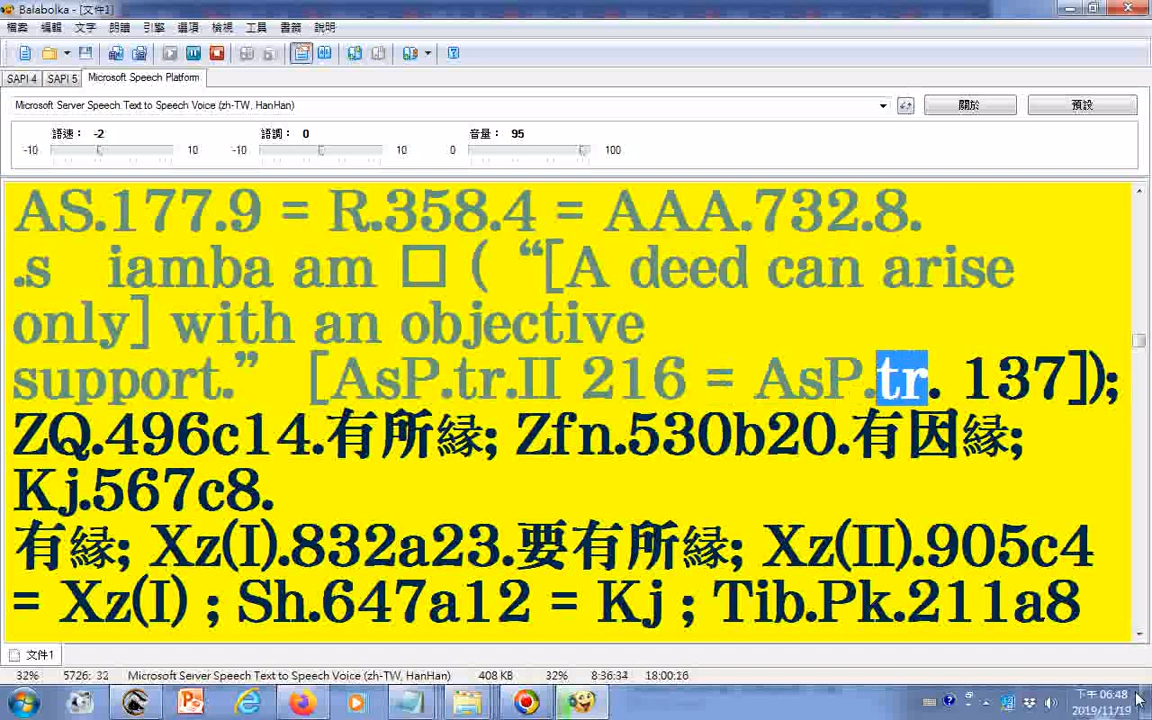 Balabolka - [文件1]
檔案 編輯 文字 朗讀 引擎 選項 檢視 工具 書籤 說明
SAPI 4 SAPI 5 Microsoft Speech Platform
Microsoft Server Speech Text to Speech Voice (zh-TW, HanHan) 關於 預設
語速： -2 語調： 0 音量： 95
-10 10 -10 10 0 100
AS.177.9 = R.358.4 = AAA.732.8.
.s iamba am □ ( “[A deed can arise
only] with an objective
support.” [AsP.tr.II 216 = AsP.tr. 137]);
ZQ.496c14.有所縁; Zfn.530b20.有因縁;
Kj.567c8.
有縁; Xz(I).832a23.要有所縁; Xz(II).905c4
= Xz(I) ; Sh.647a12 = Kj ; Tib.Pk.211a8
文件1
32% 5726: 32 Microsoft Server Speech Text to Speech Voice (zh-TW, HanHan) 408 KB 32% 8:36:34 18:00:16
下午 06:48
2019/11/19